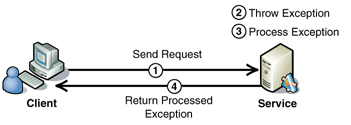 ② Throw Exception
③ Process Exception
Send Request
①
④
Client
Return Processed
Exception
Service